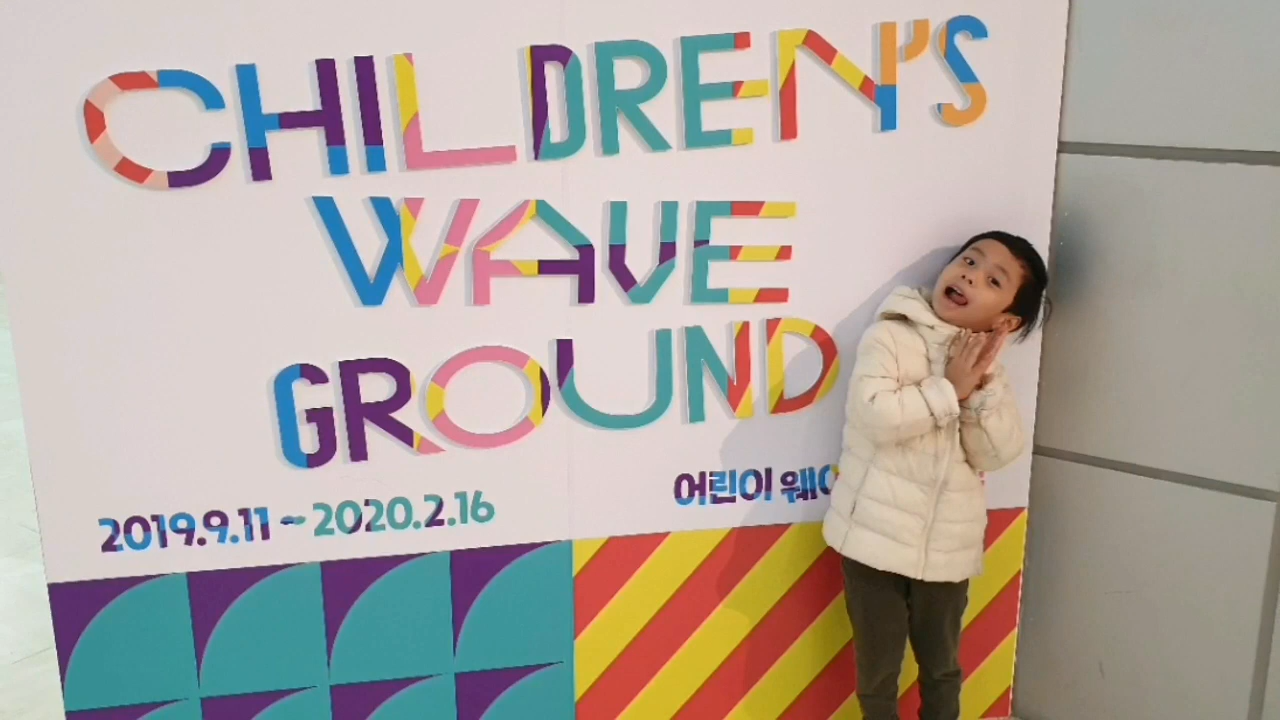 CHILDREN'S
WAVE
GROUND
2019.9.11 ~ 2020.2.16
어린이